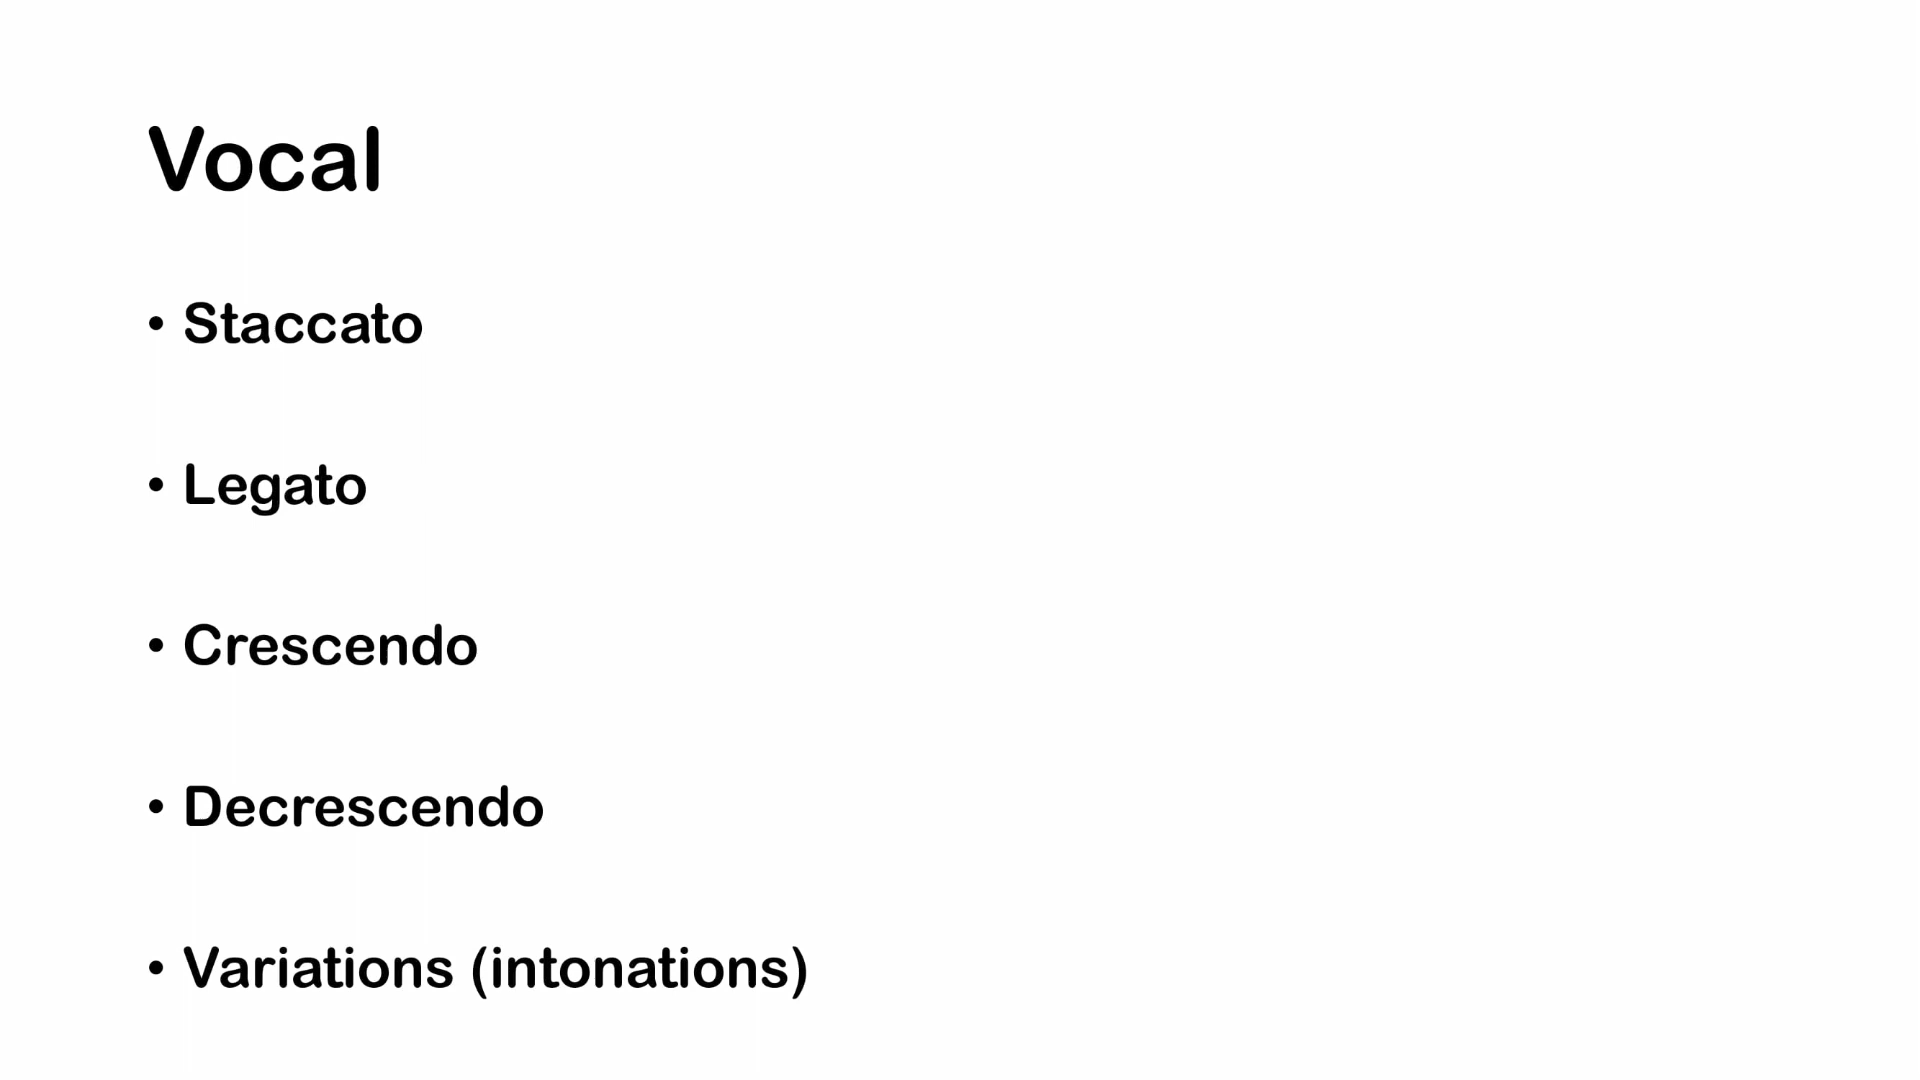 Vocal
• Staccato
• Legato
• Crescendo
• Decrescendo
• Variations (intonations)